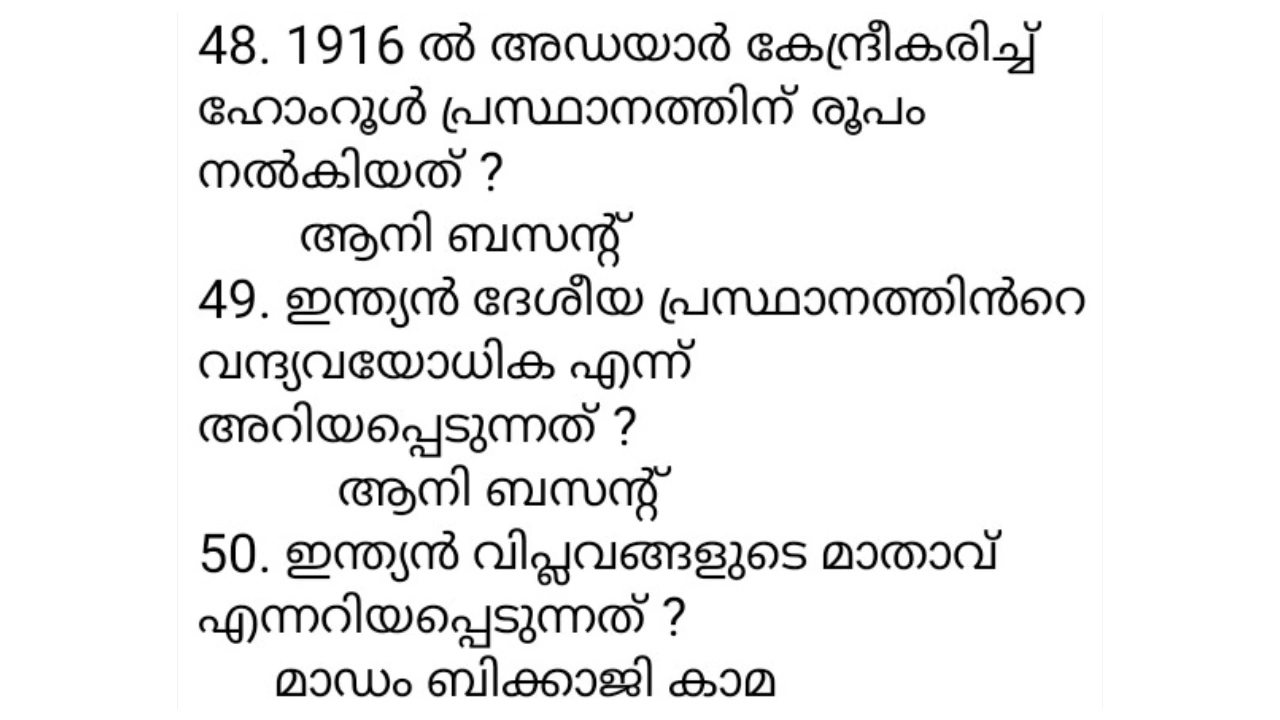 48. 1916 ൽ അഡയാർ കേന്ദ്രീകരിച്ച്
ഹോംറൂൾ പ്രസ്ഥാനത്തിന് രൂപം
നൽകിയത് ?
ആനി ബസന്റ്
49. ഇന്ത്യൻ ദേശീയ പ്രസ്ഥാനത്തിൻറെ
വന്ദ്യവയോധിക എന്ന്
അറിയപ്പെടുന്നത് ?
ആനി ബസന്റ്
50. ഇന്ത്യൻ വിപ്ലവങ്ങളുടെ മാതാവ്
എന്നറിയപ്പെടുന്നത് ?
മാഡം ബിക്കാജി കാമ